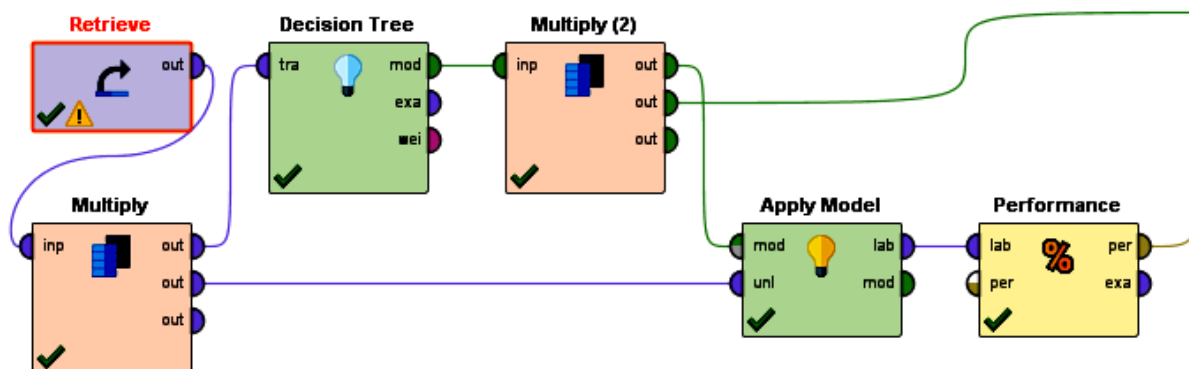 Retrieve
out
Decision Tree
tra
mod
exa
wei
Multiply (2)
inp
out
out
out
Multiply
inp
out
out
out
Apply Model
mod
unl
lab
mod
Performance
lab
per
%
per
exa